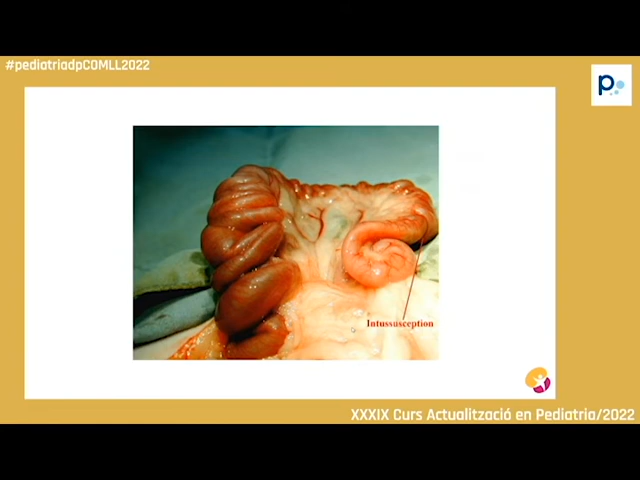 #pediatriadpCOMLL2022
p
Intussusception
XXXIX Curs Actualització en Pediatria/2022